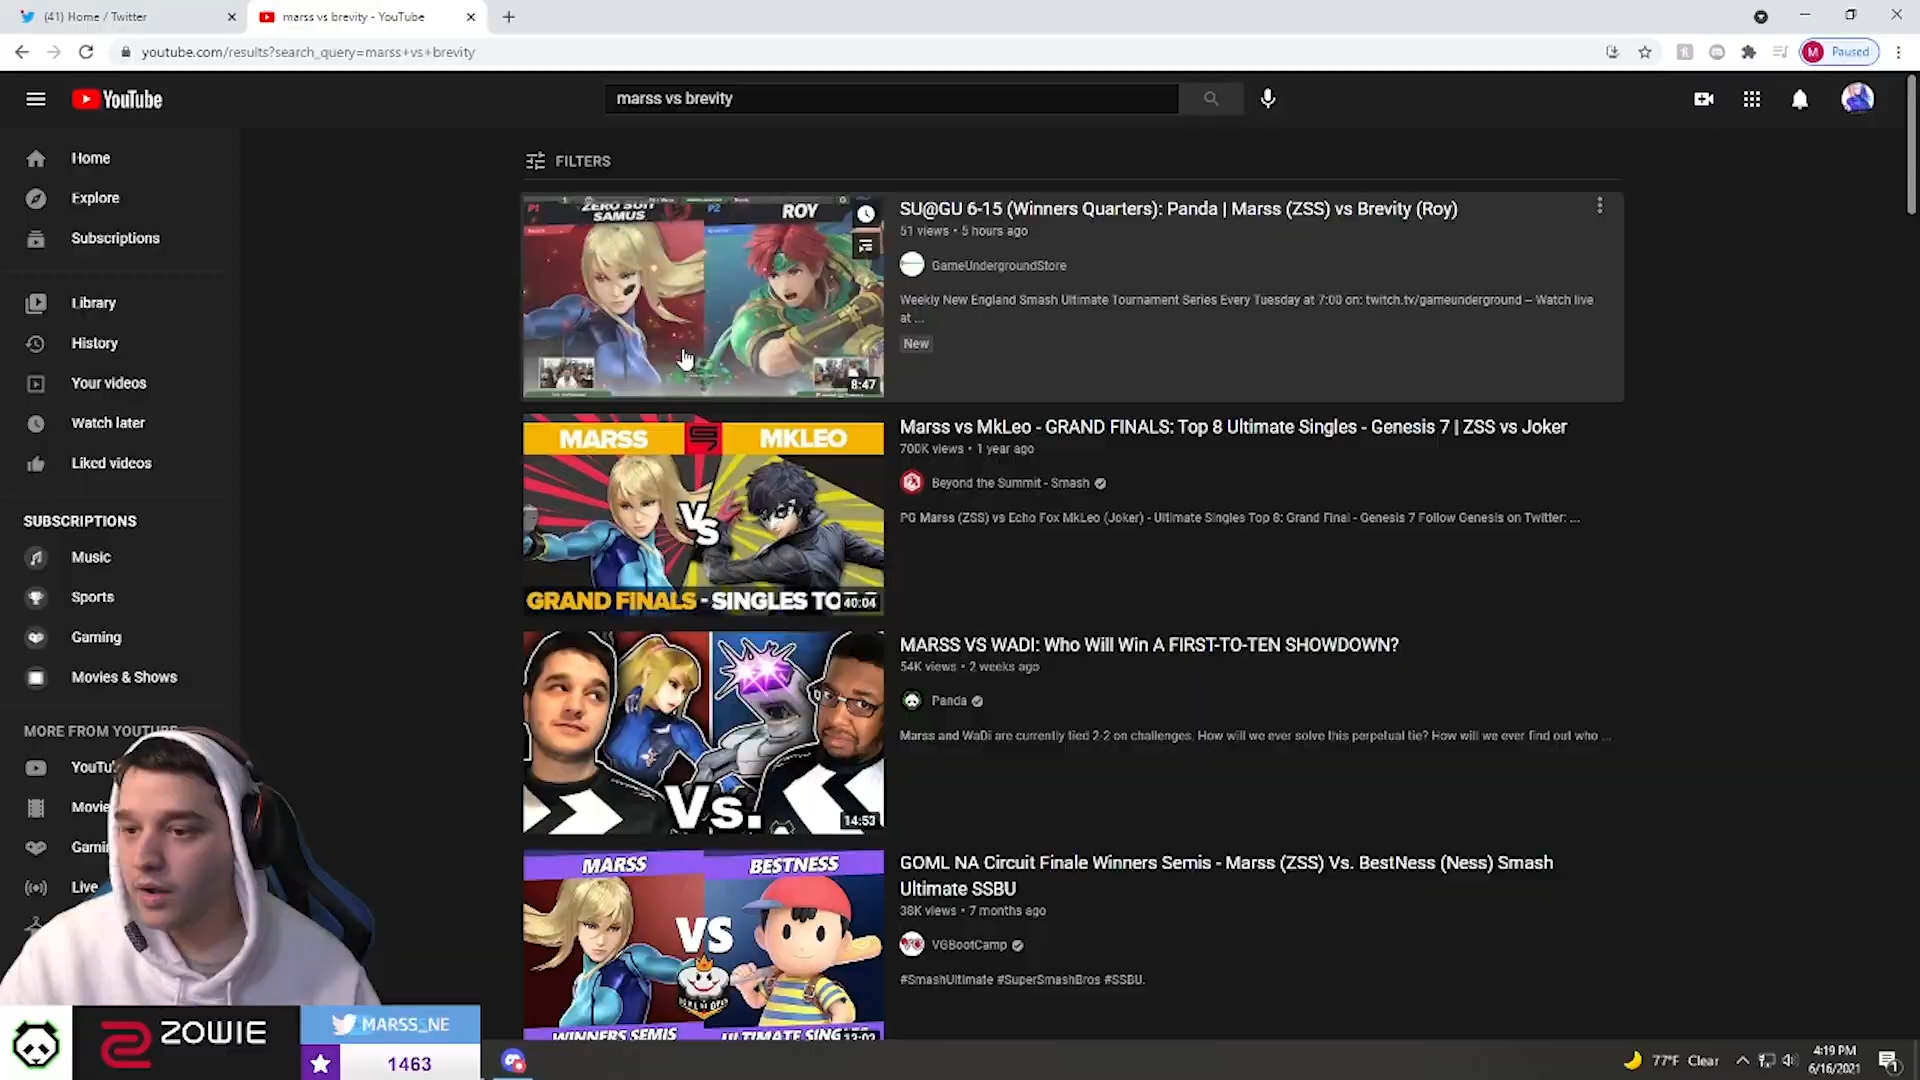 (41) Home / Twitter
marss vs brevity - YouTube
youtube.com/results?search_query=marss+vs+brevity
M Paused
YouTube
marss vs brevity
FILTERS
Home
Explore
Subscriptions
Library
History
Your videos
Watch later
Liked videos
SUBSCRIPTIONS
Music
Sports
Gaming
Movies & Shows
MORE FROM YOUTUBE
YouTu
Movie
Gami
Live
P1 ZERO SUIT SAMUS P2 ROY
8:47
SU@GU 6-15 (Winners Quarters): Panda | Marss (ZSS) vs Brevity (Roy)
51 views • 5 hours ago
GameUndergroundStore
Weekly New England Smash Ultimate Tournament Series Every Tuesday at 7:00 on: twitch.tv/gameunderground – Watch live
at ...
New
MARSS MKLEO
VS
GRAND FINALS - SINGLES TO
40:04
Marss vs MkLeo - GRAND FINALS: Top 8 Ultimate Singles - Genesis 7 | ZSS vs Joker
700K views • 1 year ago
Beyond the Summit - Smash
PG Marss (ZSS) vs Echo Fox MkLeo (Joker) - Ultimate Singles Top 8: Grand Final - Genesis 7 Follow Genesis on Twitter: ...
Vs.
14:53
MARSS VS WADI: Who Will Win A FIRST-TO-TEN SHOWDOWN?
54K views • 2 weeks ago
Panda
Marss and WaDi are currently tied 2-2 on challenges. How will we ever solve this perpetual tie? How will we ever find out who ...
MARSS BESTNESS
VS
WINNERS SEMIS ULTIMATE SING
GOML NA Circuit Finale Winners Semis - Marss (ZSS) Vs. BestNess (Ness) Smash
Ultimate SSBU
38K views • 7 months ago
VGBootCamp
#SmashUltimate #SuperSmashBros #SSBU.
ZOWIE
MARSS_NE
1463
77°F Clear
4:19 PM
6/16/2021
1